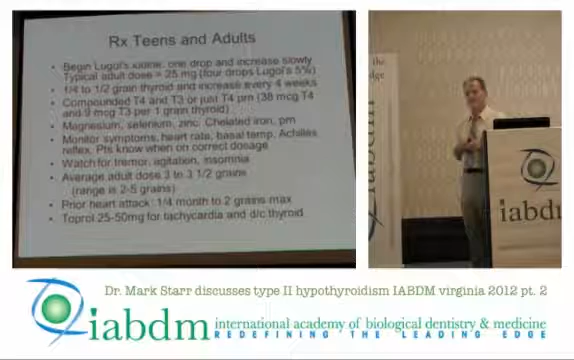 Rx Teens and Adults
• Begin Lugol's iodine, one drop and increase slowly
Typical adult dose = 25 mg (four drops Lugol's 5%)
• 1/4 to 1/2 grain thyroid and increase every 4 weeks
• Compounded T4 and T3 or just T4 prn (38 mcg T4
and 9 mcg T3 per 1 grain thyroid)
• Magnesium, selenium, zinc. Chelated iron, prn
• Monitor symptoms, heart rate, basal temp. Achilles
reflex. Pts know when on correct dosage
• Watch for tremor, agitation, insomnia
• Average adult dose 3 to 3 1/2 grains
(range is 2-5 grains)
• Prior heart attack: 1/4 month to 2 grains max
• Toprol 25-50mg for tachycardia and d/c thyroid
the
edge
iabdm
iabdm
Dr. Mark Starr discusses type II hypothyroidism IABDM virginia 2012 pt. 2
iabdm international academy of biological dentistry & medicine
REDEFINING THE LEADING EDGE